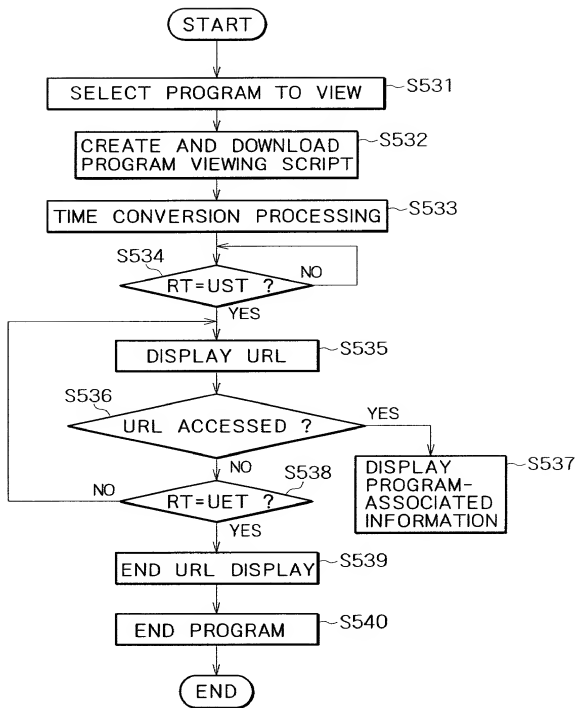 START
SELECT PROGRAM TO VIEW
S531
CREATE AND DOWNLOAD
PROGRAM VIEWING SCRIPT
S532
TIME CONVERSION PROCESSING
S533
S534
RT=UST ?
NO
YES
DISPLAY URL
S535
S536
URL ACCESSED ?
YES
NO
DISPLAY
PROGRAM-
ASSOCIATED
INFORMATION
S537
S538
RT=UET ?
NO
YES
END URL DISPLAY
S539
END PROGRAM
S540
END